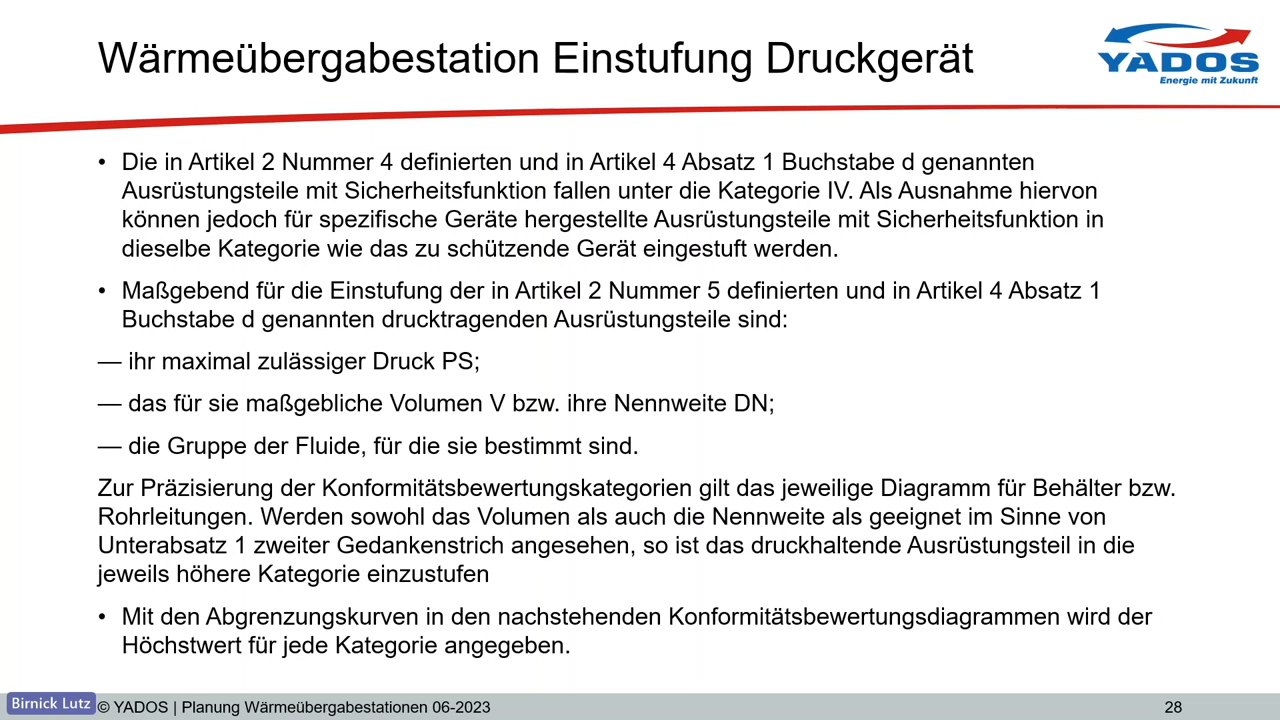 Wärmeübergabestation Einstufung Druckgerät
YADOS
Energie mit Zukunft
• Die in Artikel 2 Nummer 4 definierten und in Artikel 4 Absatz 1 Buchstabe d genannten
Ausrüstungsteile mit Sicherheitsfunktion fallen unter die Kategorie IV. Als Ausnahme hiervon
können jedoch für spezifische Geräte hergestellte Ausrüstungsteile mit Sicherheitsfunktion in
dieselbe Kategorie wie das zu schützende Gerät eingestuft werden.
• Maßgebend für die Einstufung der in Artikel 2 Nummer 5 definierten und in Artikel 4 Absatz 1
Buchstabe d genannten drucktragenden Ausrüstungsteile sind:
— ihr maximal zulässiger Druck PS;
— das für sie maßgebliche Volumen V bzw. ihre Nennweite DN;
— die Gruppe der Fluide, für die sie bestimmt sind.
Zur Präzisierung der Konformitätsbewertungskategorien gilt das jeweilige Diagramm für Behälter bzw.
Rohrleitungen. Werden sowohl das Volumen als auch die Nennweite als geeignet im Sinne von
Unterabsatz 1 zweiter Gedankenstrich angesehen, so ist das druckhaltende Ausrüstungsteil in die
jeweils höhere Kategorie einzustufen
• Mit den Abgrenzungskurven in den nachstehenden Konformitätsbewertungsdiagrammen wird der
Höchstwert für jede Kategorie angegeben.
Birnick Lutz
© YADOS | Planung Wärmeübergabestationen 06-2023
28